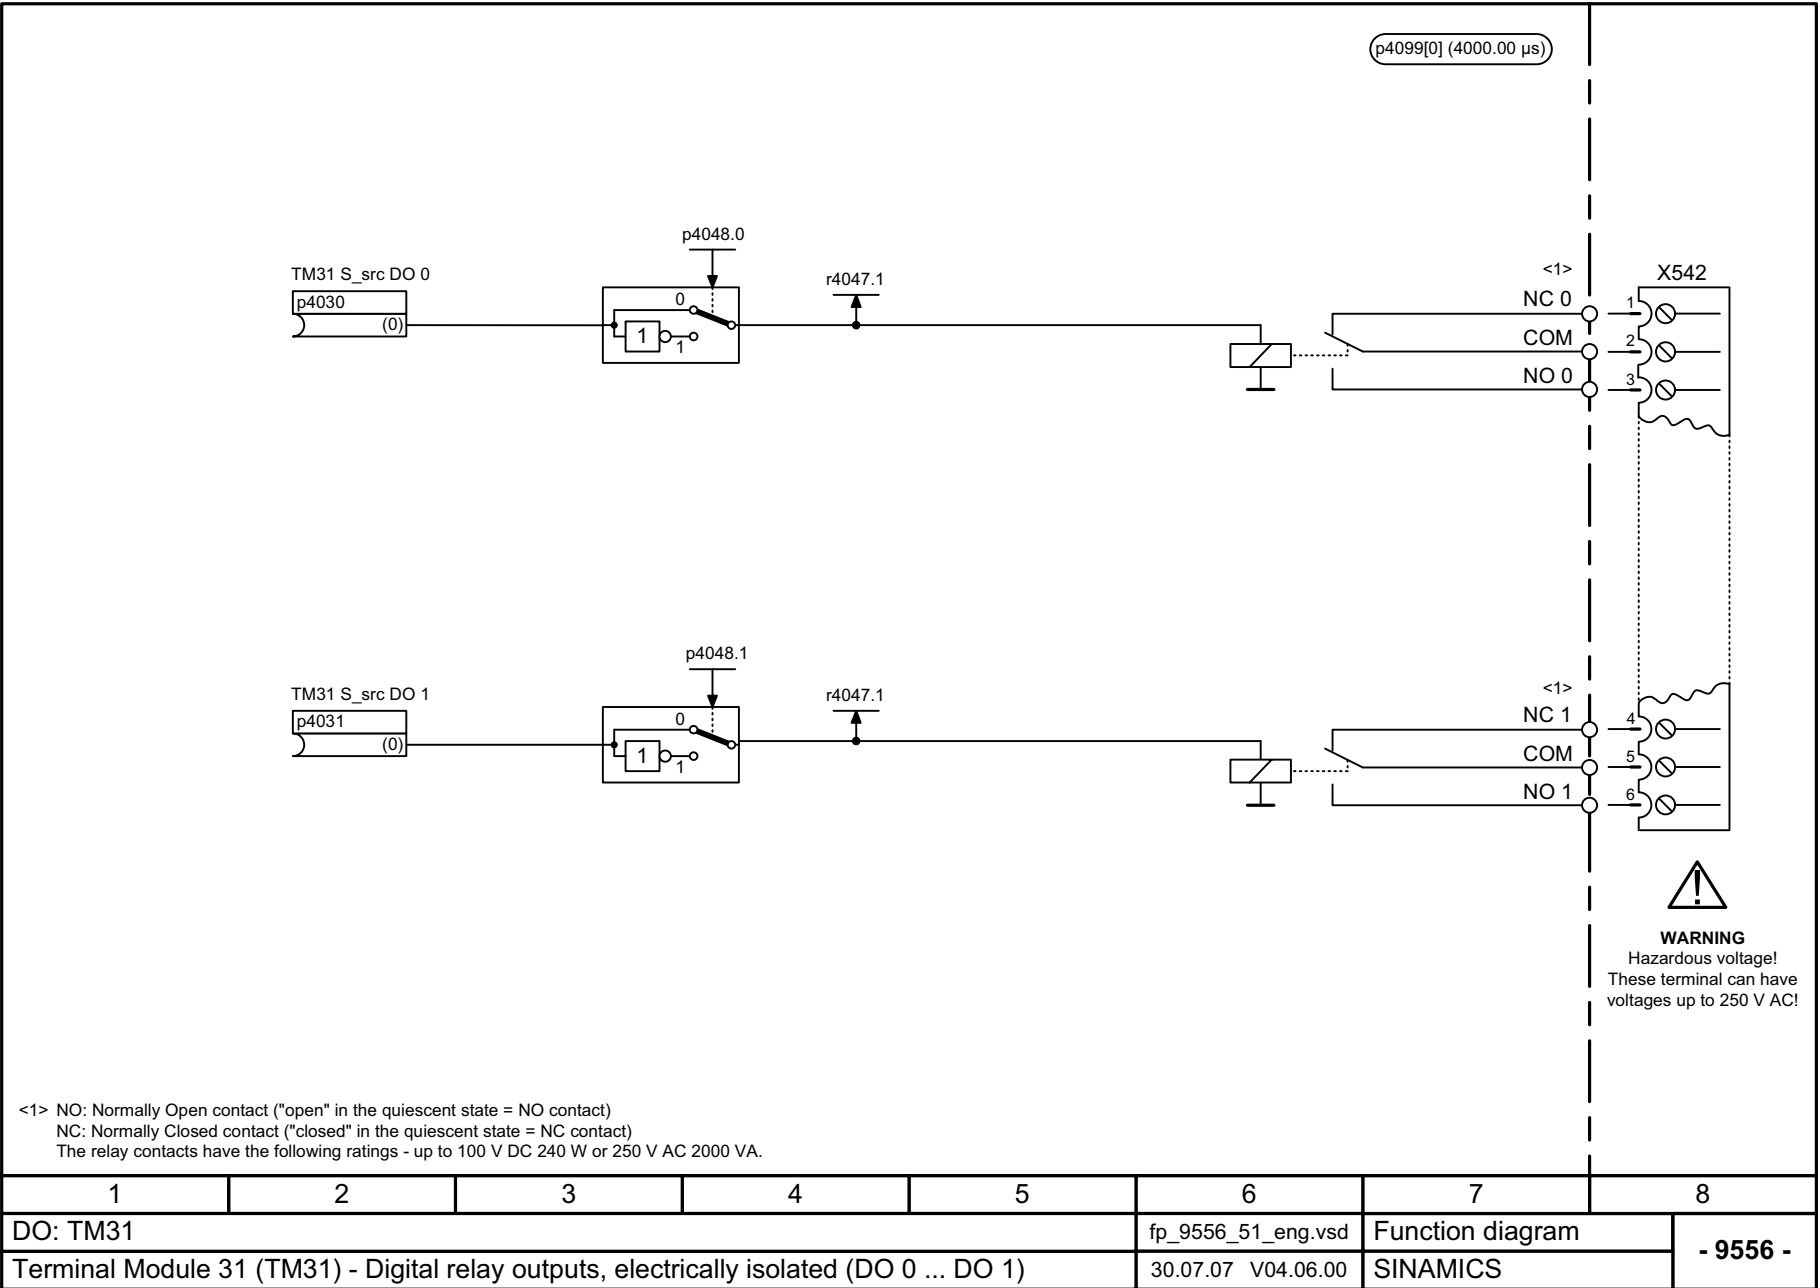 p4099[0] (4000.00 µs)
p4048.0
TM31 S_src DO 0
p4030
(0)
0
1
1
r4047.1
<1>
NC 0
COM
NO 0
X542
1
2
3
p4048.1
TM31 S_src DO 1
p4031
(0)
0
1
1
r4047.1
<1>
NC 1
COM
NO 1
4
5
6
WARNING
Hazardous voltage!
These terminal can have
voltages up to 250 V AC!
<1> NO: Normally Open contact ("open" in the quiescent state = NO contact)
NC: Normally Closed contact ("closed" in the quiescent state = NC contact)
The relay contacts have the following ratings - up to 100 V DC 240 W or 250 V AC 2000 VA.
1 2 3 4 5 6 7 8
DO: TM31 fp_9556_51_eng.vsd Function diagram
- 9556 -
Terminal Module 31 (TM31) - Digital relay outputs, electrically isolated (DO 0 ... DO 1) 30.07.07 V04.06.00 SINAMICS